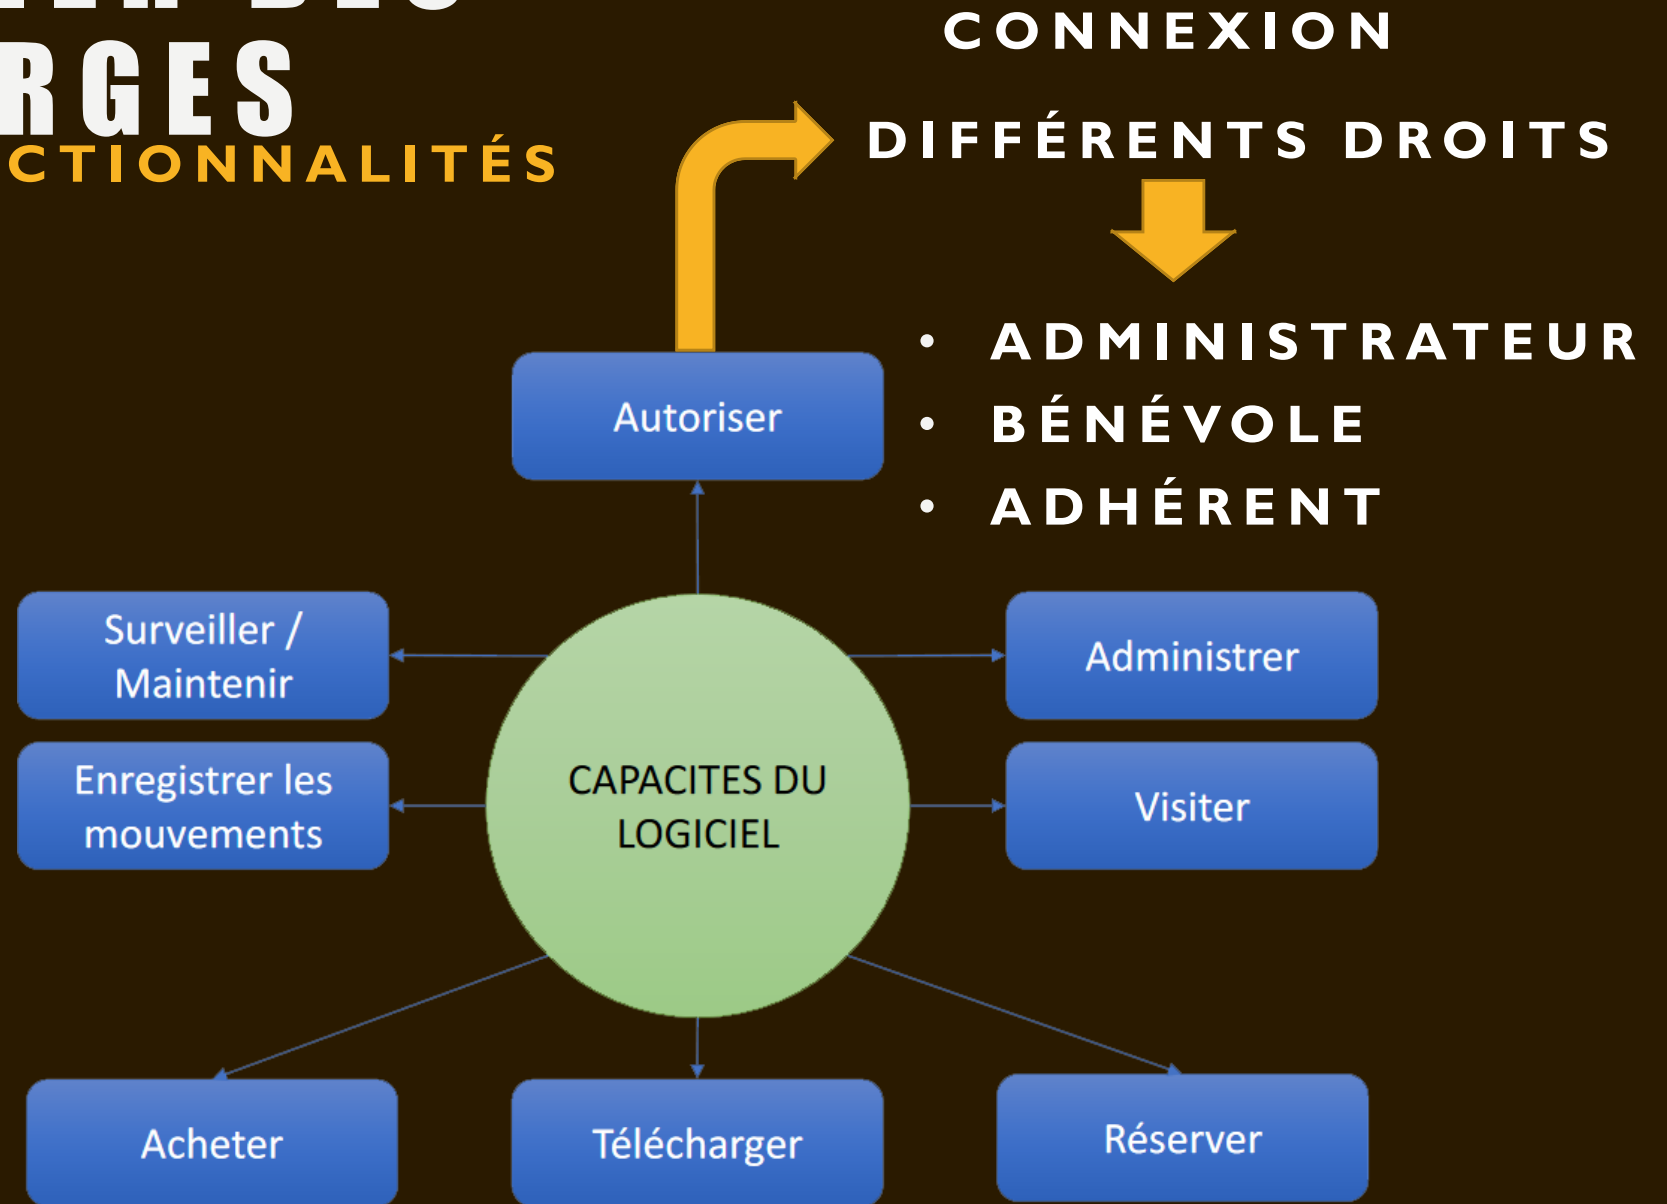 RGES
CTIONNALITÉS
CONNEXION
DIFFÉRENTS DROITS
• ADMINISTRATEUR
• BÉNÉVOLE
• ADHÉRENT
Autoriser
Surveiller /
Maintenir
Administrer
Enregistrer les
mouvements
CAPACITES DU
LOGICIEL
Visiter
Acheter
Télécharger
Réserver